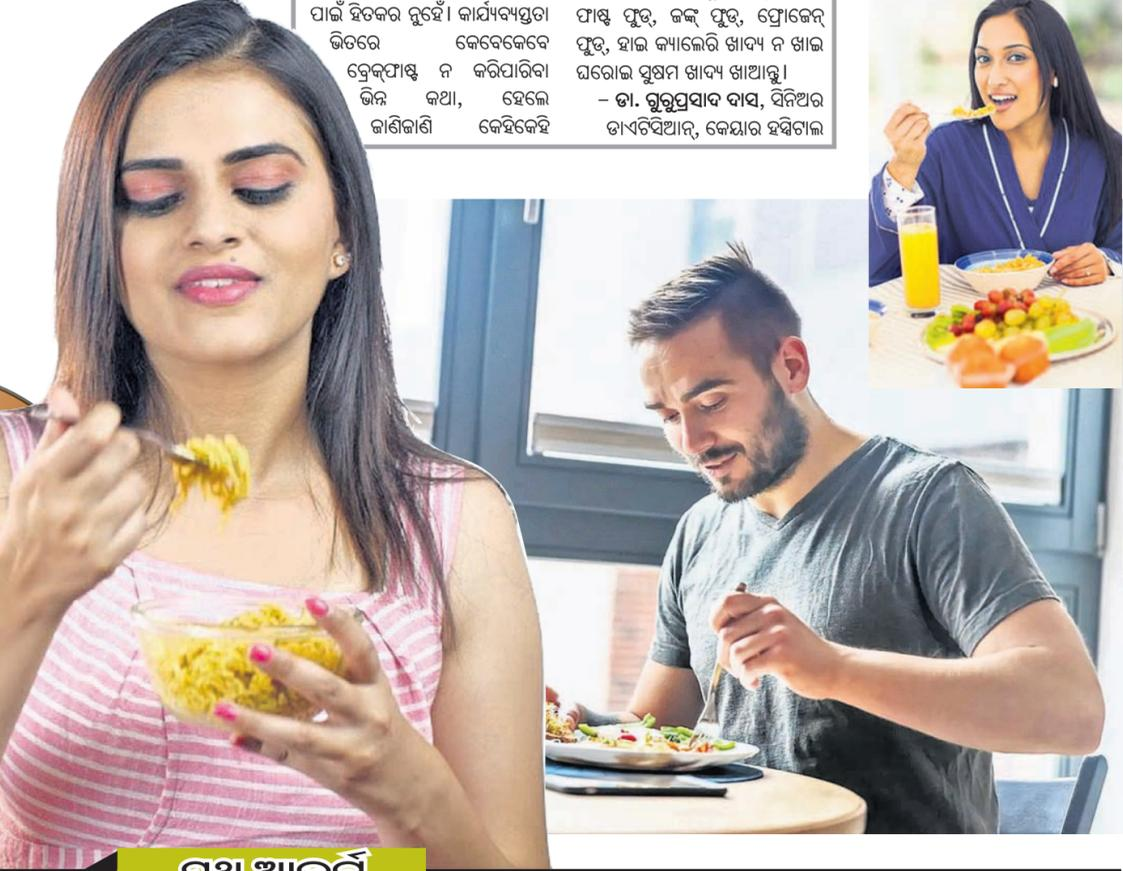 ପାଇଁ ହିତକର ନୁହେଁ। କାର୍ଯ୍ୟବ୍ୟସ୍ତତା
ଭିତରେ କେବେକେବେ
ବ୍ରେକ୍‌ଫାଷ୍ଟ ନ କରିପାରିବା
ଭିନ୍ନ କଥା, ହେଲେ
ଜାଣିଜାଣି କେହିକେହି
ଫାଷ୍ଟ ଫୁଡ୍, ଜଙ୍କ୍ ଫୁଡ୍, ଫ୍ରୋଜେନ୍
ଫୁଡ୍, ହାଇ କ୍ୟାଲେରି ଖାଦ୍ୟ ନ ଖାଇ
ଘରୋଇ ସୁଷମ ଖାଦ୍ୟ ଖାଆନ୍ତୁ।
– ଡା. ଗୁରୁପ୍ରସାଦ ଦାସ, ସିନିଅର
ଡାଏଟିସିଆନ୍, କେୟାର ହସ୍ପିଟାଲ